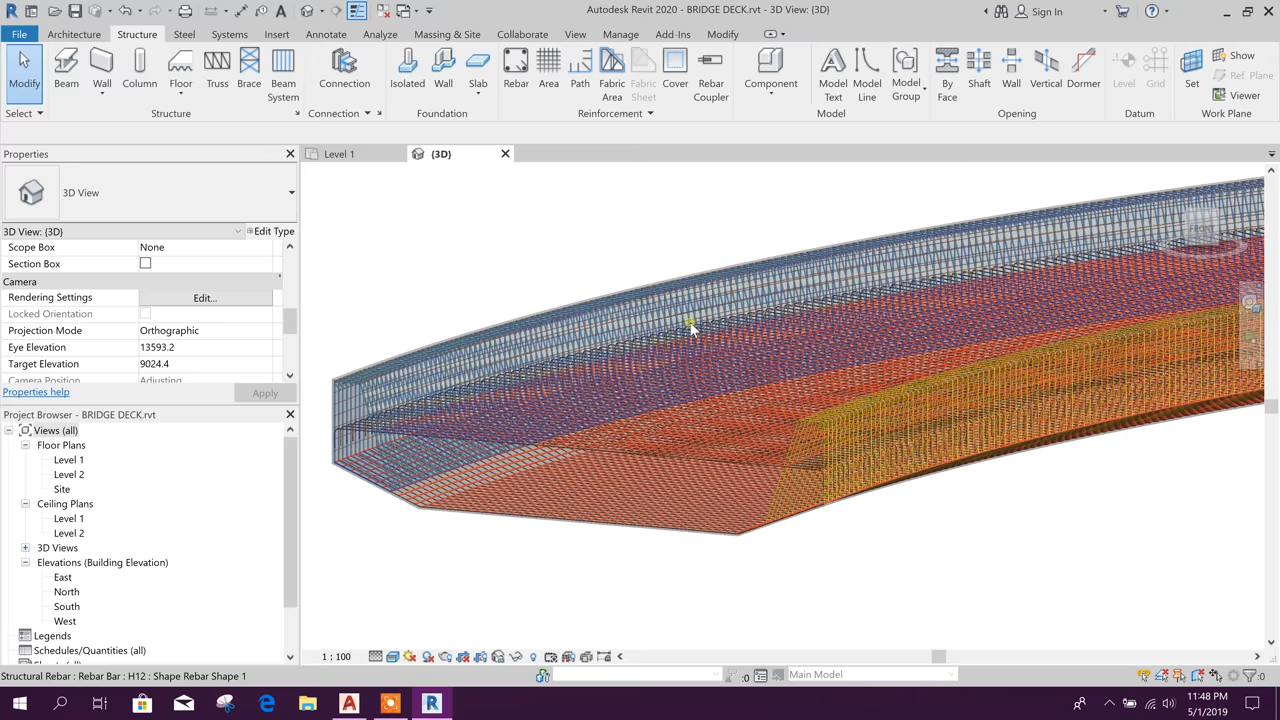 Autodesk Revit 2020 - BRIDGE DECK.rvt - 3D View: {3D}
Sign In
File Architecture Structure Steel Systems Insert Annotate Analyze Massing & Site Collaborate View Manage Add-Ins Modify
Modify Beam Wall Column Floor Truss Brace Beam System Connection Isolated Wall Slab Rebar Area Path Fabric Area Fabric Sheet Cover Rebar Coupler Component Model Text Model Line Model Group By Face Shaft Wall Vertical Dormer Level Grid Set Show Ref Plane Viewer
Select Structure Connection Foundation Reinforcement Model Opening Datum Work Plane
Properties
Level 1
{3D}
3D View
3D View: {3D}
Edit Type
Scope Box None
Section Box
Camera
Rendering Settings Edit...
Locked Orientation
Projection Mode Orthographic
Eye Elevation 13593.2
Target Elevation 9024.4
Camera Position Adjusting
Properties help
Apply
Project Browser - BRIDGE DECK.rvt
Views (all)
Floor Plans
Level 1
Level 2
Site
Ceiling Plans
Level 1
Level 2
3D Views
Elevations (Building Elevation)
East
North
South
West
Legends
Schedules/Quantities (all)
FRONT
1 : 100
Structural Rebar : Rebar Bar : H12 : Shape Rebar Shape 1
:0
Main Model
:0
11:48 PM
5/1/2019